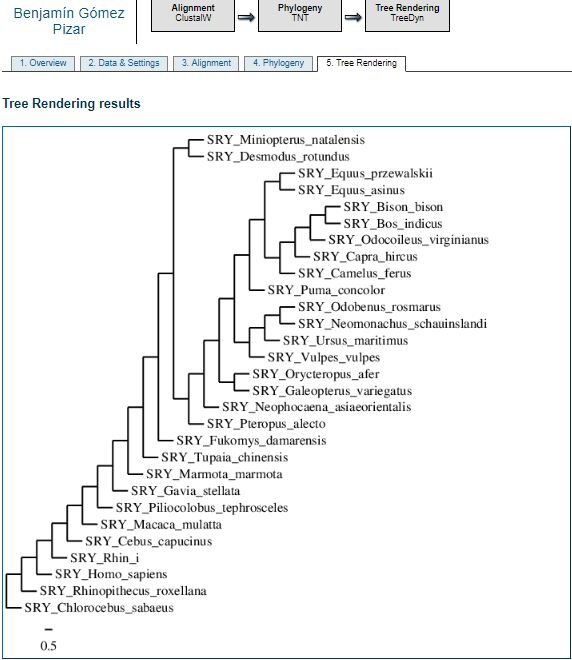 Benjamín Gómez
Pizar
Alignment
ClustalW
Phylogeny
TNT
Tree Rendering
TreeDyn
1. Overview
2. Data & Settings
3. Alignment
4. Phylogeny
5. Tree Rendering
Tree Rendering results
SRY_Miniopterus_natalensis
SRY_Desmodus_rotundus
SRY_Equus_przewalskii
SRY_Equus_asinus
SRY_Bison_bison
SRY_Bos_indicus
SRY_Odocoileus_virginianus
SRY_Capra_hircus
SRY_Camelus_ferus
SRY_Puma_concolor
SRY_Odobenus_rosmarus
SRY_Neomonachus_schauinslandi
SRY_Ursus_maritimus
SRY_Vulpes_vulpes
SRY_Orycteropus_afer
SRY_Galeopterus_variegatus
SRY_Neophocaena_asiaeorientalis
SRY_Pteropus_alecto
SRY_Fukomys_damarensis
SRY_Tupaia_chinensis
SRY_Marmota_marmota
SRY_Gavia_stellata
SRY_Piliocolobus_tephrosceles
SRY_Macaca_mulatta
SRY_Cebus_capucinus
SRY_Rhin_i
SRY_Homo_sapiens
SRY_Rhinopithecus_roxellana
SRY_Chlorocebus_sabaeus
0.5